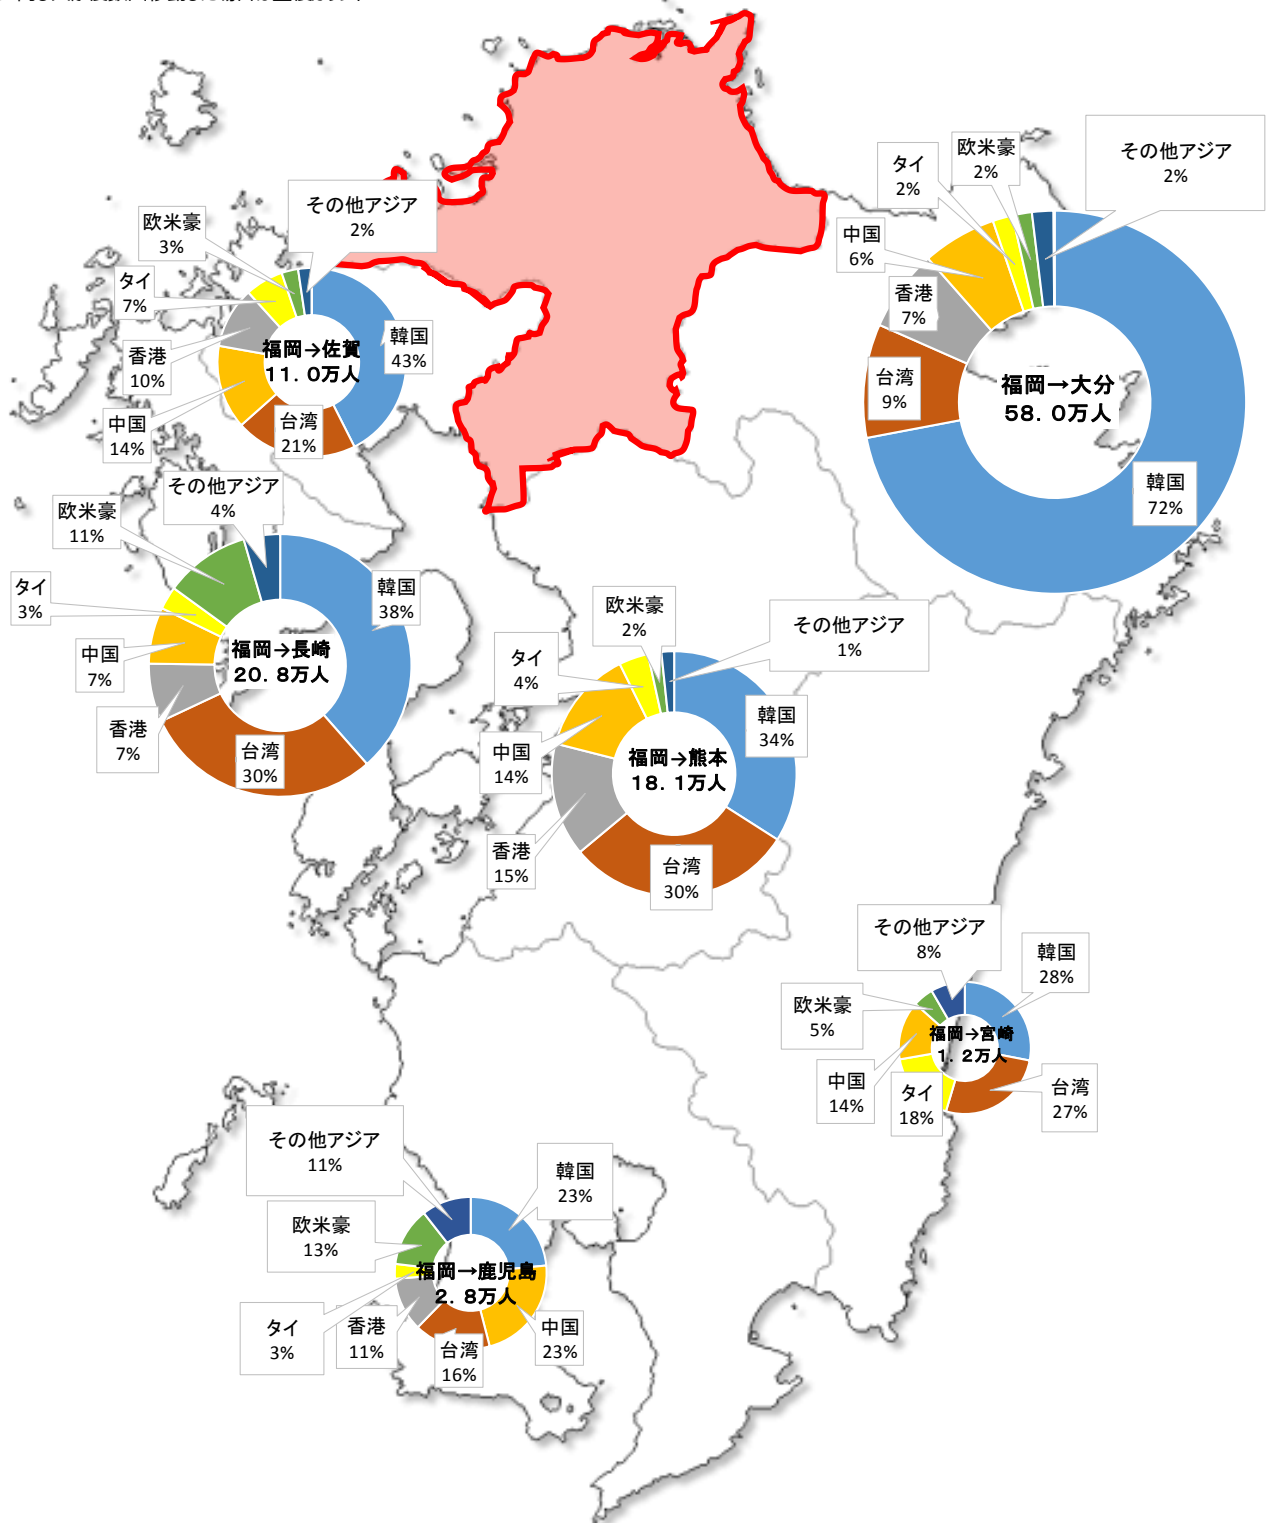 その他アジア
2%
欧米豪
3%
タイ
7%
香港
10%
中国
14%
台湾
21%
韓国
43%
福岡→佐賀
11.0万人
その他アジア
2%
欧米豪
2%
タイ
2%
中国
6%
香港
7%
台湾
9%
韓国
72%
福岡→大分
58.0万人
その他アジア
4%
欧米豪
11%
タイ
3%
中国
7%
香港
7%
台湾
30%
韓国
38%
福岡→長崎
20.8万人
欧米豪
2%
その他アジア
1%
タイ
4%
中国
14%
香港
15%
台湾
30%
韓国
34%
福岡→熊本
18.1万人
その他アジア
8%
韓国
28%
欧米豪
5%
中国
14%
タイ
18%
台湾
27%
福岡→宮崎
1.2万人
その他アジア
11%
韓国
23%
欧米豪
13%
タイ
3%
香港
11%
台湾
16%
中国
23%
福岡→鹿児島
2.8万人